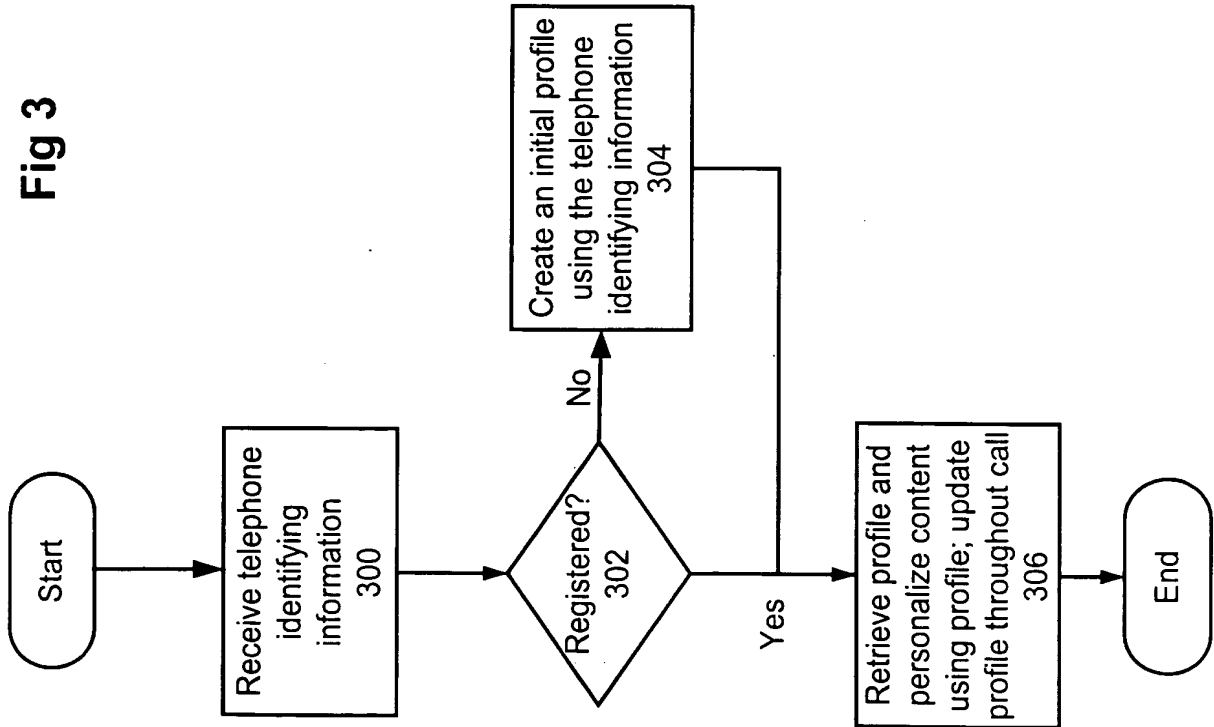 Fig 3
Start
Receive telephone
identifying
information
300
Registered?
302
No
Create an initial profile
using the telephone
identifying information
304
Yes
Retrieve profile and
personalize content
using profile; update
profile throughout call
306
End